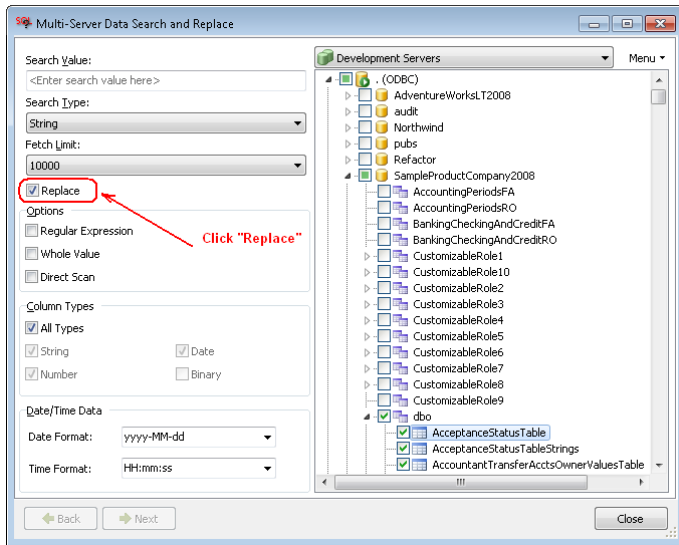 SQL Multi-Server Data Search and Replace
Search Value:
<Enter search value here>
Search Type:
String
Fetch Limit:
10000
Replace
Click "Replace"
Options
Regular Expression
Whole Value
Direct Scan
Column Types
All Types
String
Date
Number
Binary
Date/Time Data
Date Format:
yyyy-MM-dd
Time Format:
HH:mm:ss
Development Servers
Menu
. (ODBC)
AdventureWorksLT2008
audit
Northwind
pubs
Refactor
SampleProductCompany2008
AccountingPeriodsFA
AccountingPeriodsRO
BankingCheckingAndCreditFA
BankingCheckingAndCreditRO
CustomizableRole1
CustomizableRole10
CustomizableRole2
CustomizableRole3
CustomizableRole4
CustomizableRole5
CustomizableRole6
CustomizableRole7
CustomizableRole8
CustomizableRole9
dbo
AcceptanceStatusTable
AcceptanceStatusTableStrings
AccountantTransferAcctsOwnerValuesTable
Back
Next
Close